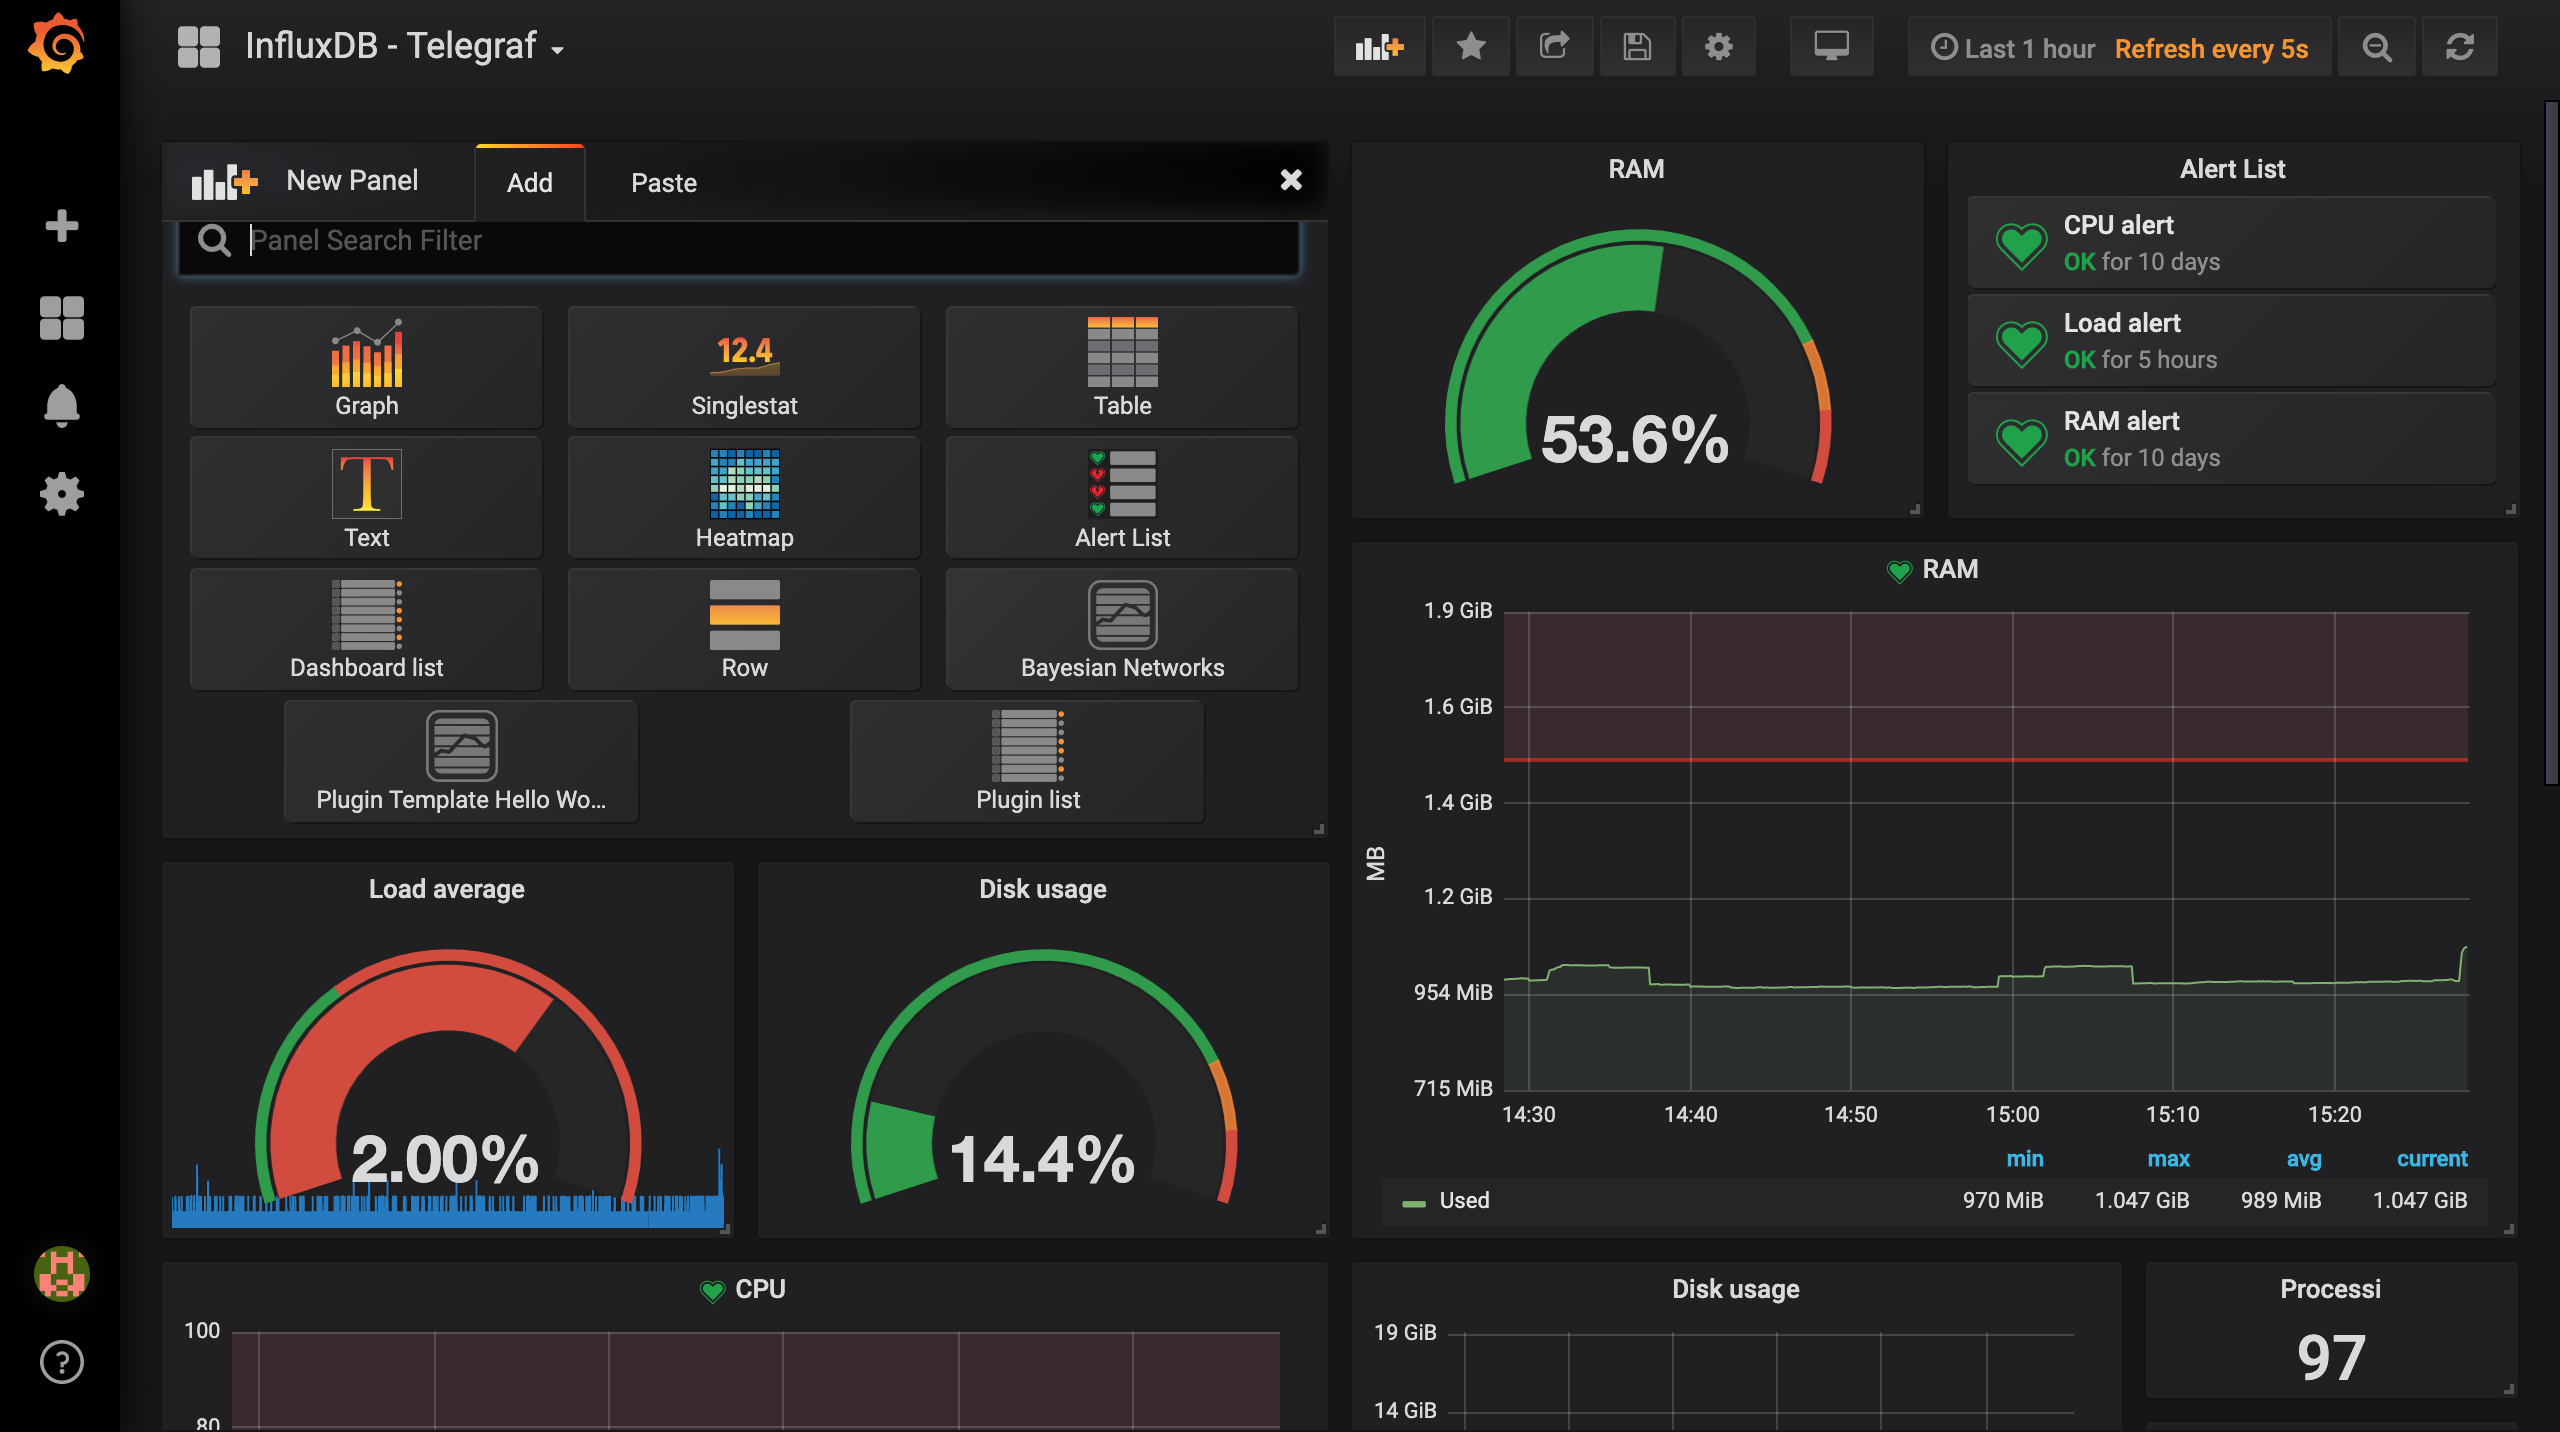 InfluxDB - Telegraf
Last 1 hour Refresh every 5s
New Panel
Add
Paste
Panel Search Filter
Graph
12.4
Singlestat
Table
T
Text
Heatmap
Alert List
Dashboard list
Row
Bayesian Networks
Plugin Template Hello Wo...
Plugin list
RAM
53.6%
Alert List
CPU alert
OK for 10 days
Load alert
OK for 5 hours
RAM alert
OK for 10 days
RAM
1.9 GiB
1.6 GiB
1.4 GiB
1.2 GiB
954 MiB
715 MiB
MB
14:30 14:40 14:50 15:00 15:10 15:20
min max avg current
Used 970 MiB 1.047 GiB 989 MiB 1.047 GiB
Load average
2.00%
Disk usage
14.4%
CPU
100
80
Disk usage
19 GiB
14 GiB
Processi
97
?